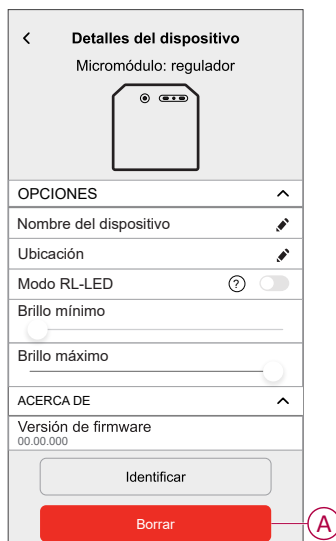 Detalles del dispositivo
Micromódulo: regulador
OPCIONES
Nombre del dispositivo
Ubicación
Modo RL-LED ?
Brillo mínimo
Brillo máximo
ACERCA DE
Versión de firmware
00.00.000
Identificar
Borrar A